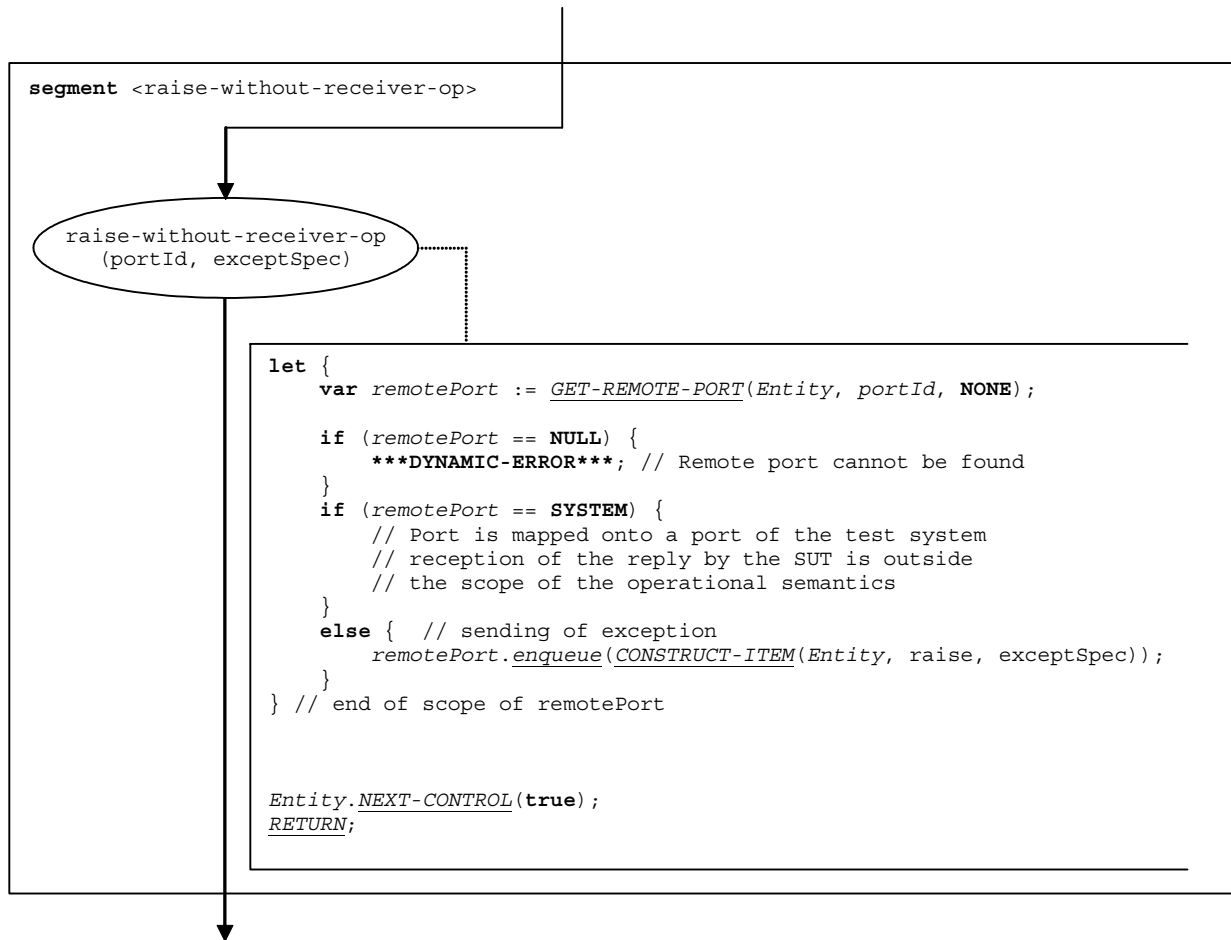 segment <raise-without-receiver-op>
raise-without-receiver-op
(portId, exceptSpec)
let {
var remotePort := GET-REMOTE-PORT(Entity, portId, NONE);
if (remotePort == NULL) {
***DYNAMIC-ERROR***; // Remote port cannot be found
}
if (remotePort == SYSTEM) {
// Port is mapped onto a port of the test system
// reception of the reply by the SUT is outside
// the scope of the operational semantics
}
else { // sending of exception
remotePort.enqueue(CONSTRUCT-ITEM(Entity, raise, exceptSpec));
}
} // end of scope of remotePort
Entity.NEXT-CONTROL(true);
RETURN;